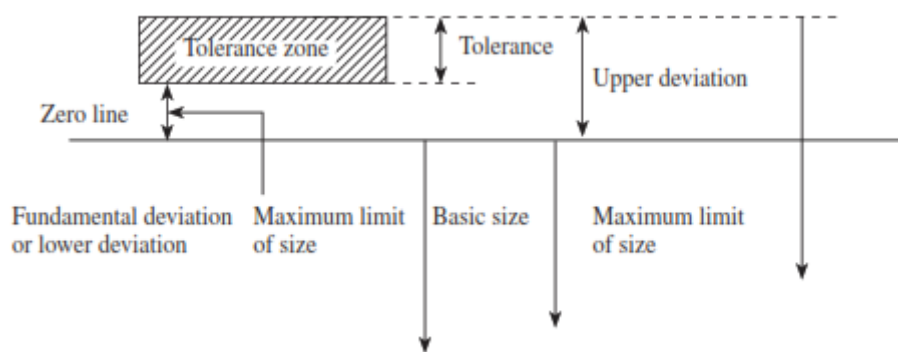 Tolerance zone
Tolerance
Upper deviation
Zero line
Fundamental deviation
or lower deviation
Maximum limit
of size
Basic size
Maximum limit
of size